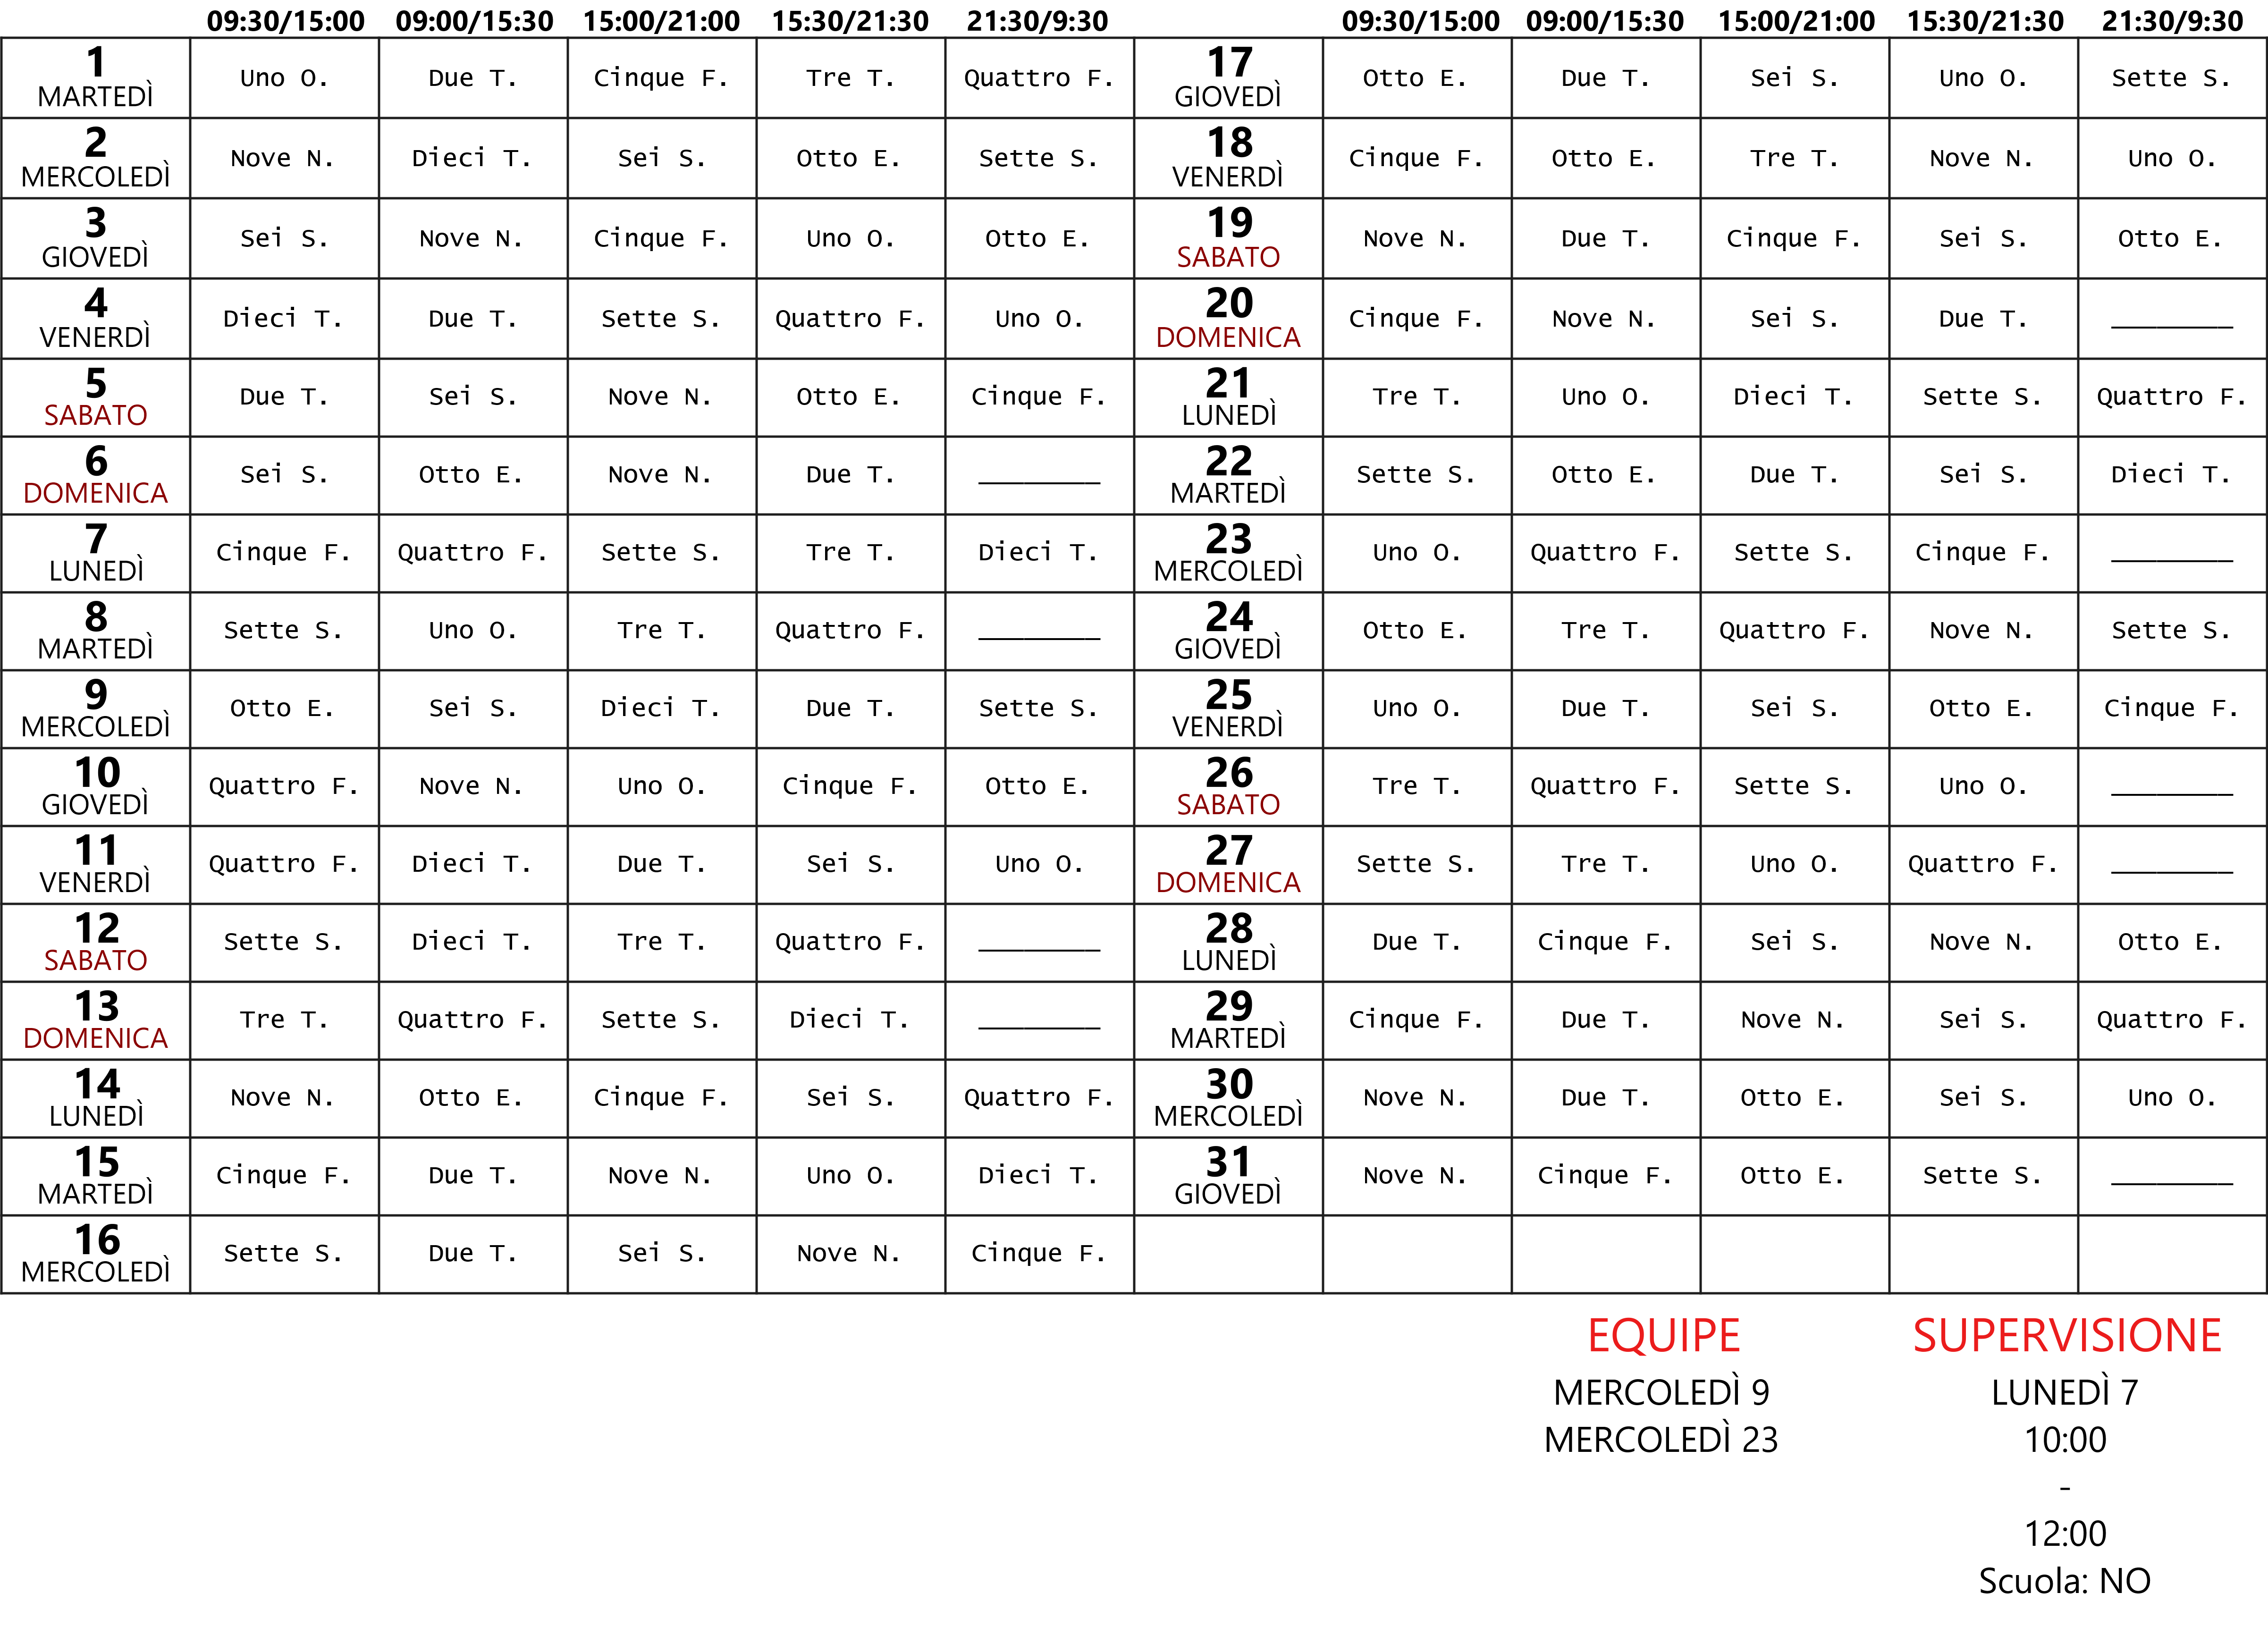 09:30/15:00 09:00/15:30 15:00/21:00 15:30/21:30 21:30/9:30 09:30/15:00 09:00/15:30 15:00/21:00 15:30/21:30 21:30/9:30
1 MARTEDÌ Uno O. Due T. Cinque F. Tre T. Quattro F. 17 GIOVEDÌ Otto E. Due T. Sei S. Uno O. Sette S.
2 MERCOLEDÌ Nove N. Dieci T. Sei S. Otto E. Sette S. 18 VENERDÌ Cinque F. Otto E. Tre T. Nove N. Uno O.
3 GIOVEDÌ Sei S. Nove N. Cinque F. Uno O. Otto E. 19 SABATO Nove N. Due T. Cinque F. Sei S. Otto E.
4 VENERDÌ Dieci T. Due T. Sette S. Quattro F. Uno O. 20 DOMENICA Cinque F. Nove N. Sei S. Due T. ________
5 SABATO Due T. Sei S. Nove N. Otto E. Cinque F. 21 LUNEDÌ Tre T. Uno O. Dieci T. Sette S. Quattro F.
6 DOMENICA Sei S. Otto E. Nove N. Due T. ________ 22 MARTEDÌ Sette S. Otto E. Due T. Sei S. Dieci T.
7 LUNEDÌ Cinque F. Quattro F. Sette S. Tre T. Dieci T. 23 MERCOLEDÌ Uno O. Quattro F. Sette S. Cinque F. ________
8 MARTEDÌ Sette S. Uno O. Tre T. Quattro F. ________ 24 GIOVEDÌ Otto E. Tre T. Quattro F. Nove N. Sette S.
9 MERCOLEDÌ Otto E. Sei S. Dieci T. Due T. Sette S. 25 VENERDÌ Uno O. Due T. Sei S. Otto E. Cinque F.
10 GIOVEDÌ Quattro F. Nove N. Uno O. Cinque F. Otto E. 26 SABATO Tre T. Quattro F. Sette S. Uno O. ________
11 VENERDÌ Quattro F. Dieci T. Due T. Sei S. Uno O. 27 DOMENICA Sette S. Tre T. Uno O. Quattro F. ________
12 SABATO Sette S. Dieci T. Tre T. Quattro F. ________ 28 LUNEDÌ Due T. Cinque F. Sei S. Nove N. Otto E.
13 DOMENICA Tre T. Quattro F. Sette S. Dieci T. ________ 29 MARTEDÌ Cinque F. Due T. Nove N. Sei S. Quattro F.
14 LUNEDÌ Nove N. Otto E. Cinque F. Sei S. Quattro F. 30 MERCOLEDÌ Nove N. Due T. Otto E. Sei S. Uno O.
15 MARTEDÌ Cinque F. Due T. Nove N. Uno O. Dieci T. 31 GIOVEDÌ Nove N. Cinque F. Otto E. Sette S. ________
16 MERCOLEDÌ Sette S. Due T. Sei S. Nove N. Cinque F.
EQUIPE
MERCOLEDÌ 9
MERCOLEDÌ 23
SUPERVISIONE
LUNEDÌ 7
10:00
-
12:00
Scuola: NO